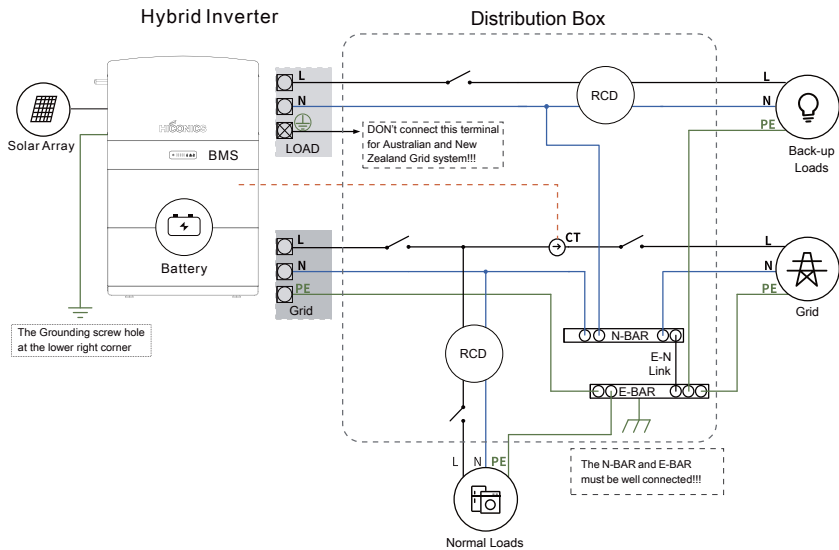 Hybrid Inverter
Distribution Box
L
N
LOAD
RCD
L
N
PE
Back-up
Loads
DON't connect this terminal
for Australian and New
Zealand Grid system!!!
Solar Array
HICONICS
BMS
Battery
The Grounding screw hole
at the lower right corner
L
N
PE
Grid
CT
L
N
PE
Grid
RCD
N-BAR
E-N
Link
E-BAR
L N PE
Normal Loads
The N-BAR and E-BAR
must be well connected!!!